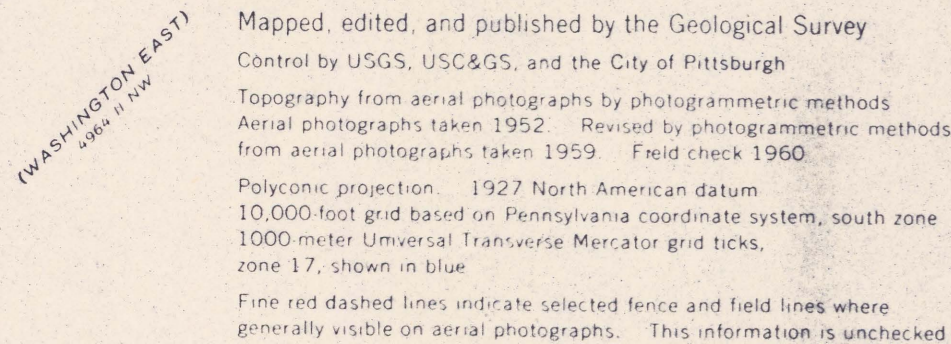 (WASHINGTON EAST)
4964 II NW
Mapped, edited, and published by the Geological Survey
Control by USGS, USC&GS, and the City of Pittsburgh
Topography from aerial photographs by photogrammetric methods
Aerial photographs taken 1952. Revised by photogrammetric methods
from aerial photographs taken 1959. Field check 1960
Polyconic projection. 1927 North American datum
10,000-foot grid based on Pennsylvania coordinate system, south zone
1000-meter Universal Transverse Mercator grid ticks,
zone 17, shown in blue
Fine red dashed lines indicate selected fence and field lines where
generally visible on aerial photographs. This information is unchecked